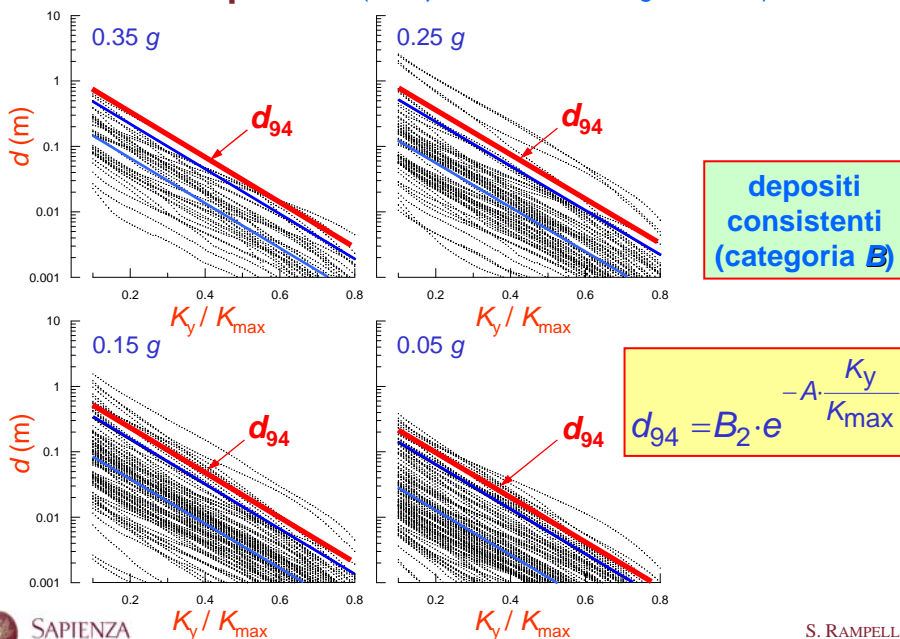 0.35 g
0.25 g
10
1
0.1
0.01
0.001
d (m)
d94
d94
0.2 0.4 0.6 0.8
0.2 0.4 0.6 0.8
Ky / Kmax
Ky / Kmax
depositi
consistenti
(categoria B)
0.15 g
0.05 g
10
1
0.1
0.01
0.001
d (m)
d94
d94
0.2 0.4 0.6 0.8
0.2 0.4 0.6 0.8
Ky / Kmax
Ky / Kmax
d94 = B2·e^(-A·Ky/Kmax)
SAPIENZA
S. RAMPELL